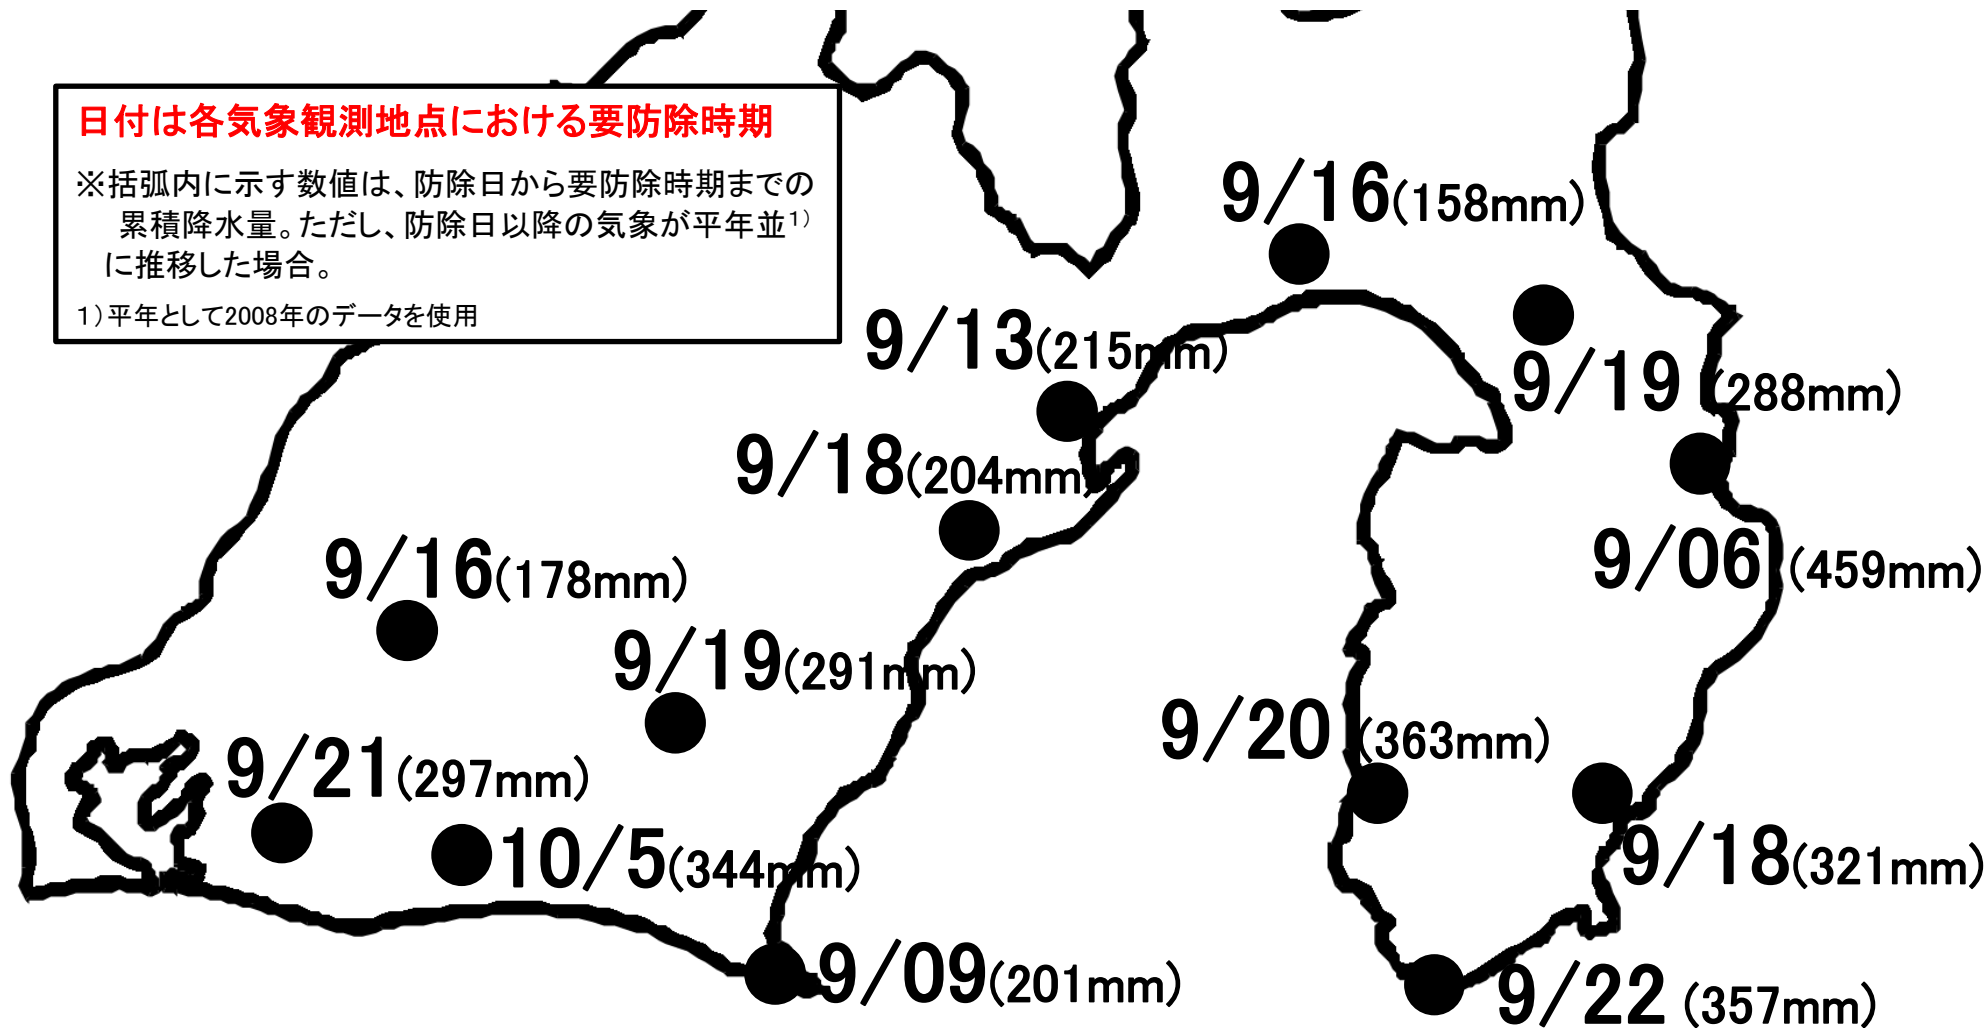 日付は各気象観測地点における要防除時期
※括弧内に示す数値は、防除日から要防除時期までの
累積降水量。ただし、防除日以降の気象が平年並1)
に推移した場合。
1)平年として2008年のデータを使用
9/16(158mm)
9/13(215mm)
9/19(288mm)
9/18(204mm)
9/06(459mm)
9/16(178mm)
9/19(291mm)
9/20(363mm)
9/21(297mm)
10/5(344mm)
9/18(321mm)
9/09(201mm)
9/22(357mm)